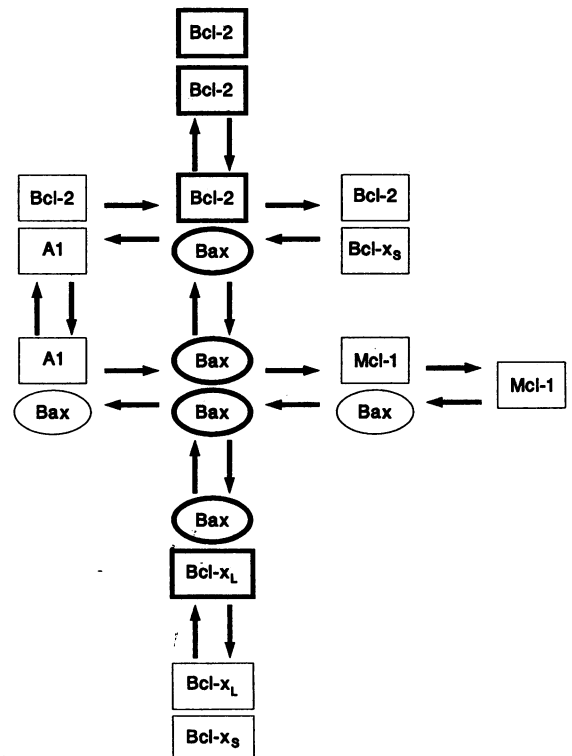 Bcl-2
Bcl-2
Bcl-2 Bcl-2 Bcl-2
A1 Bax Bcl-xS
A1 Bax Mcl-1
Mcl-1
Bax Bax Bax
Bax
Bcl-xL
Bcl-xL
Bcl-xS